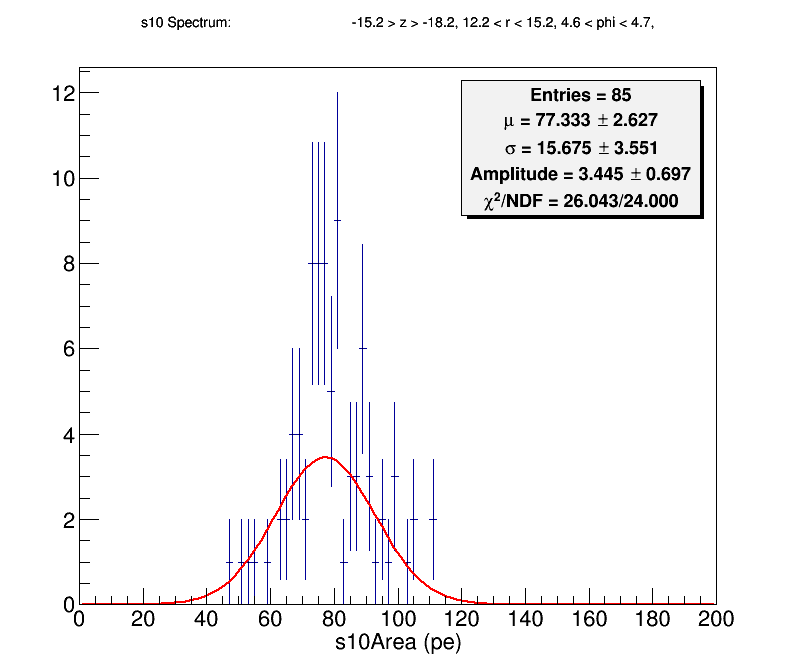 s10 Spectrum: -15.2 > z > -18.2, 12.2 < r < 15.2, 4.6 < phi < 4.7,
Entries = 85
μ = 77.333 ± 2.627
σ = 15.675 ± 3.551
Amplitude = 3.445 ± 0.697
χ²/NDF = 26.043/24.000
12
10
8
6
4
2
0
0 20 40 60 80 100 120 140 160 180 200
s10Area (pe)